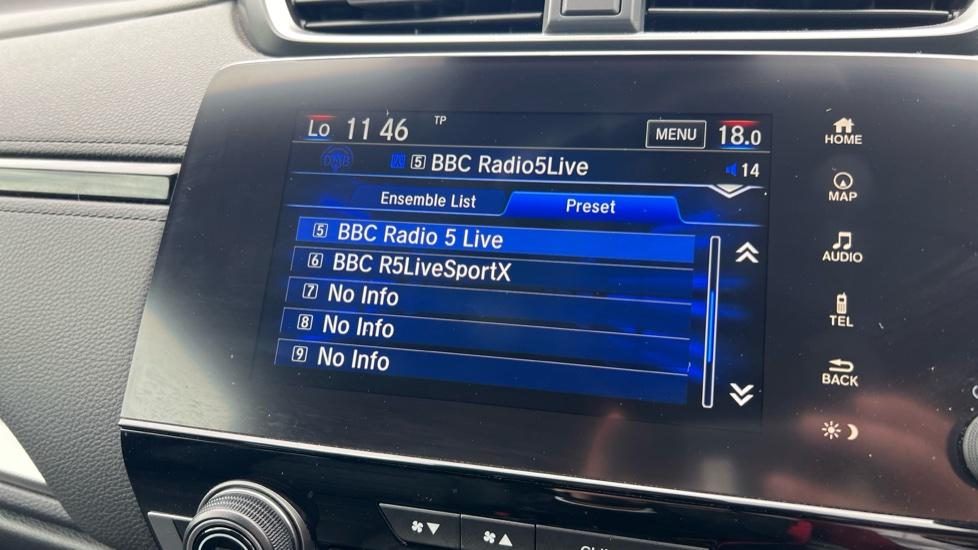 Lo 11 46 TP MENU 18.0
DAB 5 BBC Radio5Live 14
Ensemble List Preset
5 BBC Radio 5 Live
6 BBC R5LiveSportX
7 No Info
8 No Info
9 No Info
HOME
MAP
AUDIO
TEL
BACK